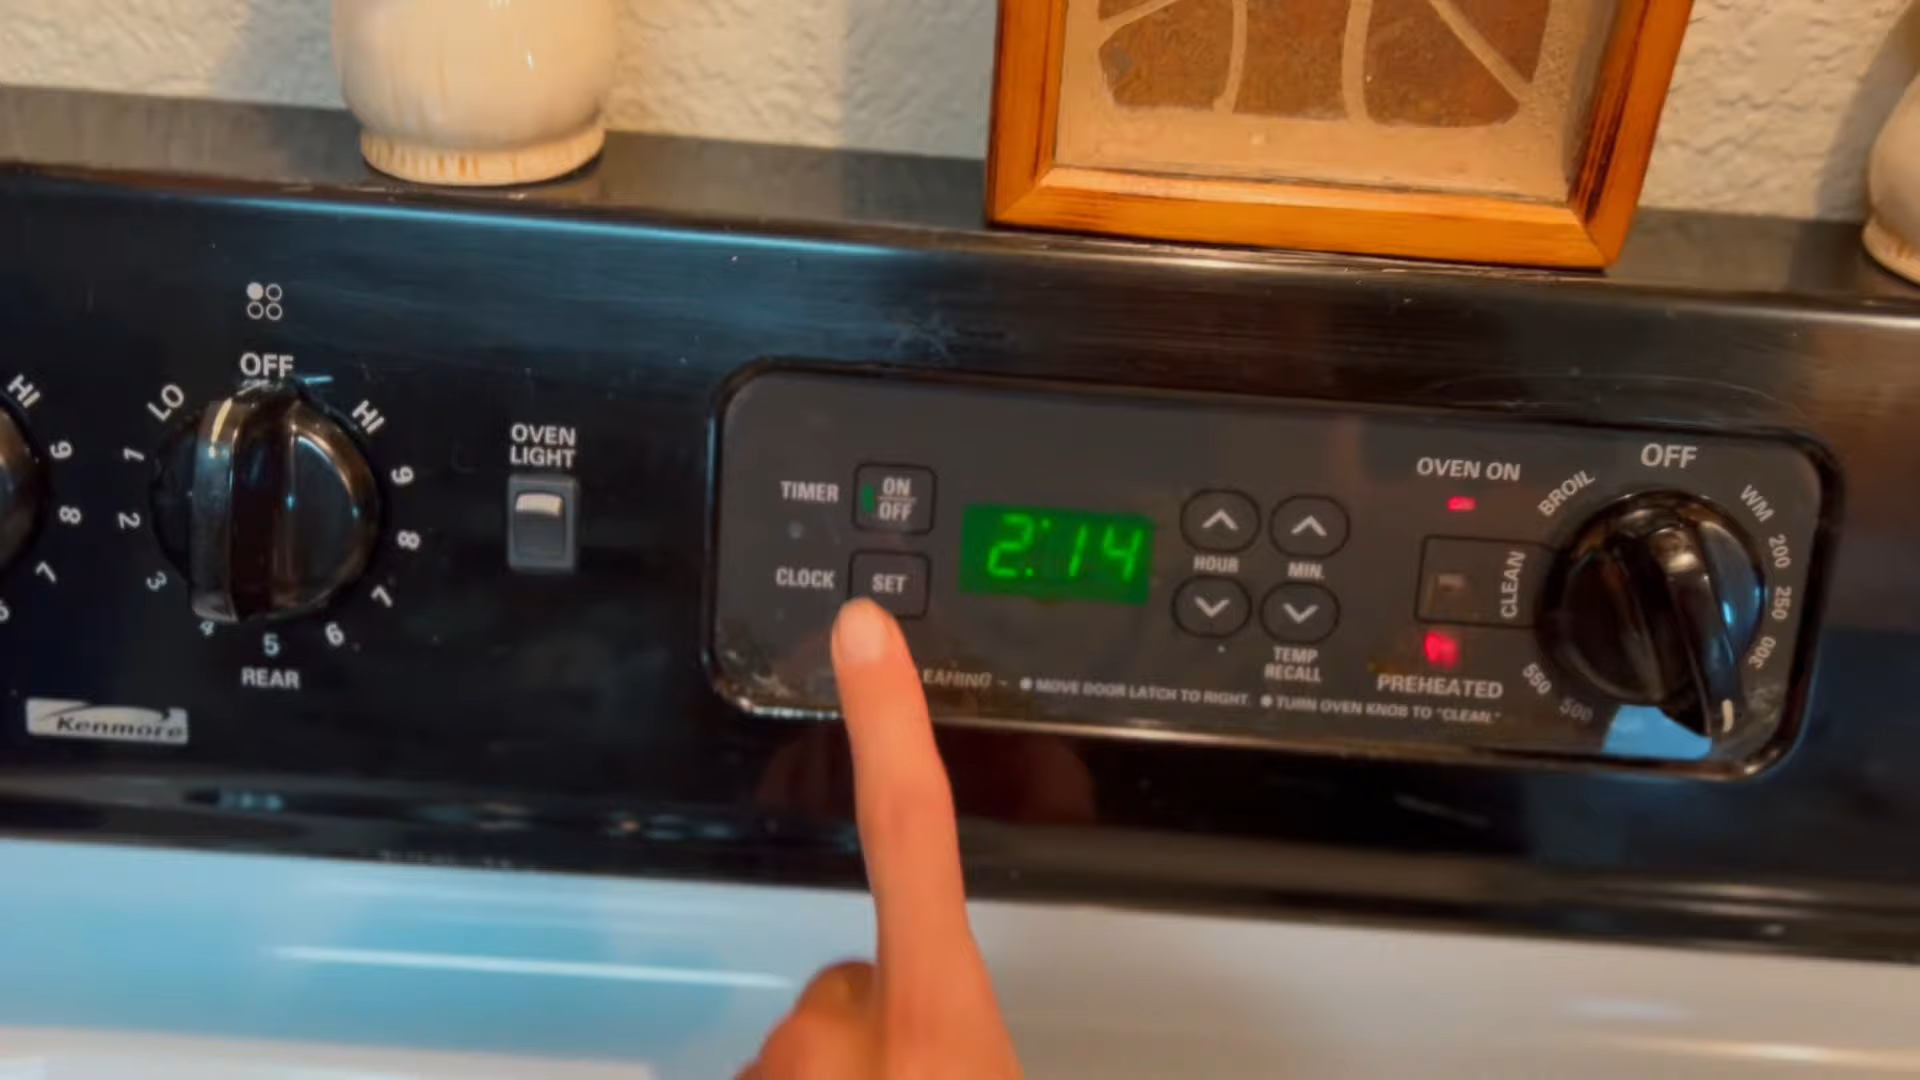 OFF
LO
HI
HI
9
8
7
1
2
3
4
5
6
7
8
9
REAR
Kenmore
OVEN
LIGHT
TIMER
ON
OFF
CLOCK
SET
2:14
HOUR
MIN.
TEMP
RECALL
OVEN ON
CLEAN
PREHEATED
OFF
BROIL
WM
200
250
300
500
550
MOVE DOOR LATCH TO RIGHT.
TURN OVEN KNOB TO "CLEAN."